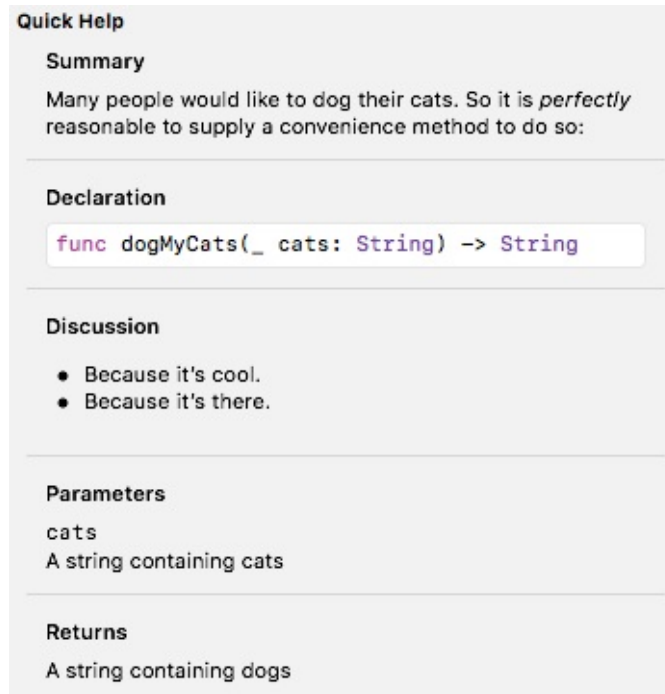 Quick Help
Summary
Many people would like to dog their cats. So it is perfectly
reasonable to supply a convenience method to do so:
Declaration
func dogMyCats(_ cats: String) -> String
Discussion
• Because it's cool.
• Because it's there.
Parameters
cats
A string containing cats
Returns
A string containing dogs